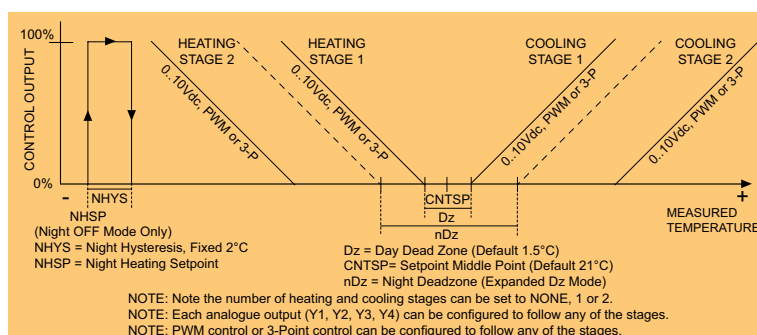 100%
HEATING
STAGE 2
HEATING
STAGE 1
COOLING
STAGE 1
COOLING
STAGE 2
CONTROL OUTPUT
0..10Vdc, PWM or 3-P
0..10Vdc, PWM or 3-P
0..10Vdc, PWM or 3-P
0..10Vdc, PWM or 3-P
0%
- NHYS
CNTSP
+
NHSP
Dz
MEASURED
TEMPERATURE
(Night OFF Mode Only)
nDz
NHYS = Night Hysteresis, Fixed 2°C
NHSP = Night Heating Setpoint
Dz = Day Dead Zone (Default 1.5°C)
CNTSP= Setpoint Middle Point (Default 21°C)
nDz = Night Deadzone (Expanded Dz Mode)
NOTE: Note the number of heating and cooling stages can be set to NONE, 1 or 2.
NOTE: Each analogue output (Y1, Y2, Y3, Y4) can be configured to follow any of the stages.
NOTE: PWM control or 3-Point control can be configured to follow any of the stages.